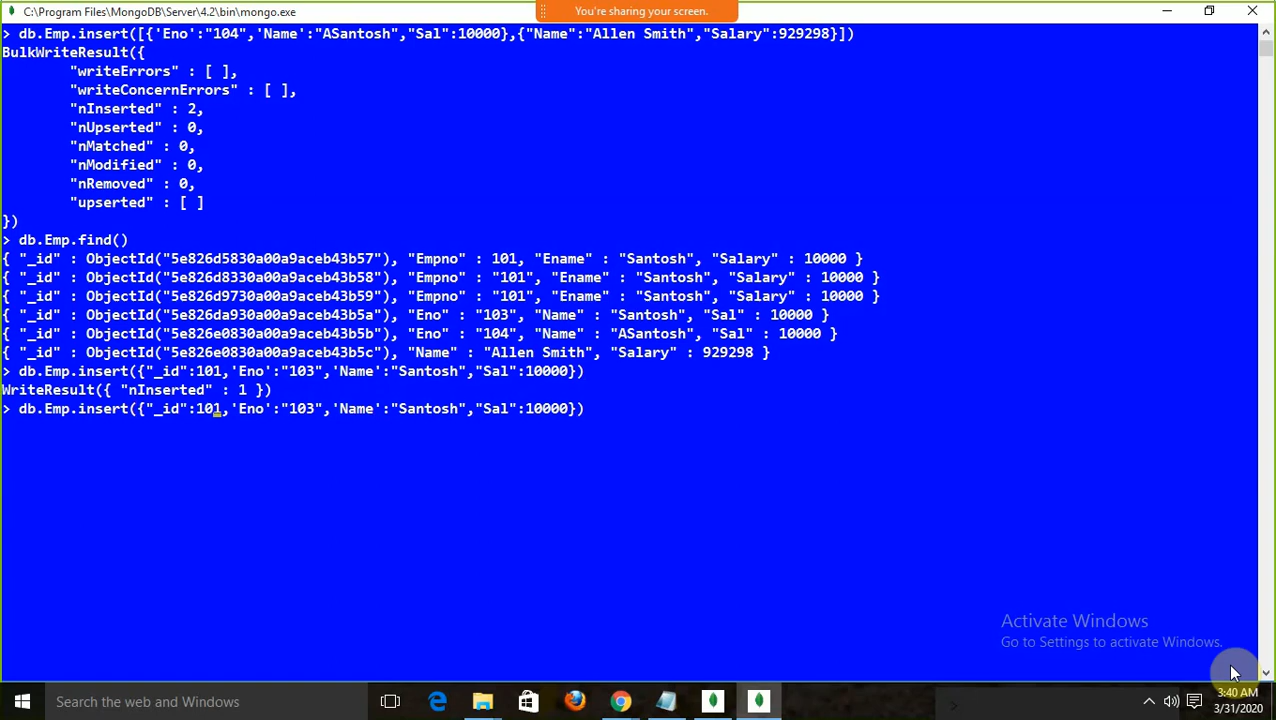 C:\Program Files\MongoDB\Server\4.2\bin\mongo.exe
You're sharing your screen.
> db.Emp.insert([{'Eno':"104",'Name':"ASantosh","Sal":10000},{"Name":"Allen Smith","Salary":929298}])
BulkWriteResult({
"writeErrors" : [ ],
"writeConcernErrors" : [ ],
"nInserted" : 2,
"nUpserted" : 0,
"nMatched" : 0,
"nModified" : 0,
"nRemoved" : 0,
"upserted" : [ ]
})
> db.Emp.find()
{ "_id" : ObjectId("5e826d5830a00a9aceb43b57"), "Empno" : 101, "Ename" : "Santosh", "Salary" : 10000 }
{ "_id" : ObjectId("5e826d8330a00a9aceb43b58"), "Empno" : "101", "Ename" : "Santosh", "Salary" : 10000 }
{ "_id" : ObjectId("5e826d9730a00a9aceb43b59"), "Empno" : "101", "Ename" : "Santosh", "Salary" : 10000 }
{ "_id" : ObjectId("5e826da930a00a9aceb43b5a"), "Eno" : "103", "Name" : "Santosh", "Sal" : 10000 }
{ "_id" : ObjectId("5e826e0830a00a9aceb43b5b"), "Eno" : "104", "Name" : "ASantosh", "Sal" : 10000 }
{ "_id" : ObjectId("5e826e0830a00a9aceb43b5c"), "Name" : "Allen Smith", "Salary" : 929298 }
> db.Emp.insert({"_id":101,'Eno':"103",'Name':"Santosh","Sal":10000})
WriteResult({ "nInserted" : 1 })
> db.Emp.insert({"_id":101,'Eno':"103",'Name':"Santosh","Sal":10000})
Activate Windows
Go to Settings to activate Windows.
Search the web and Windows
3:40 AM
3/31/2020